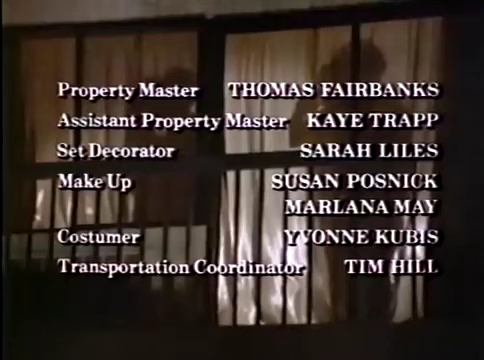 Property Master THOMAS FAIRBANKS
Assistant Property Master KAYE TRAPP
Set Decorator SARAH LILES
Make Up SUSAN POSNICK
MARLANA MAY
Costumer YVONNE KUBIS
Transportation Coordinator TIM HILL